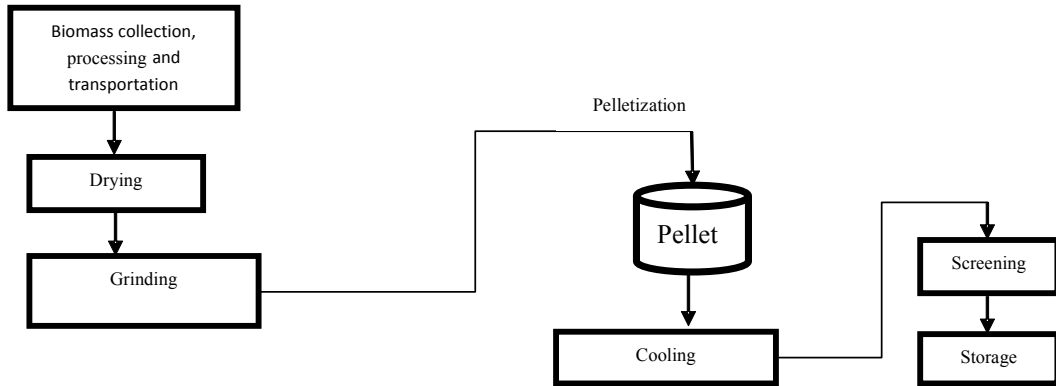 Biomass collection,
processing and
transportation
Drying
Grinding
Pelletization
Pellet
Cooling
Screening
Storage